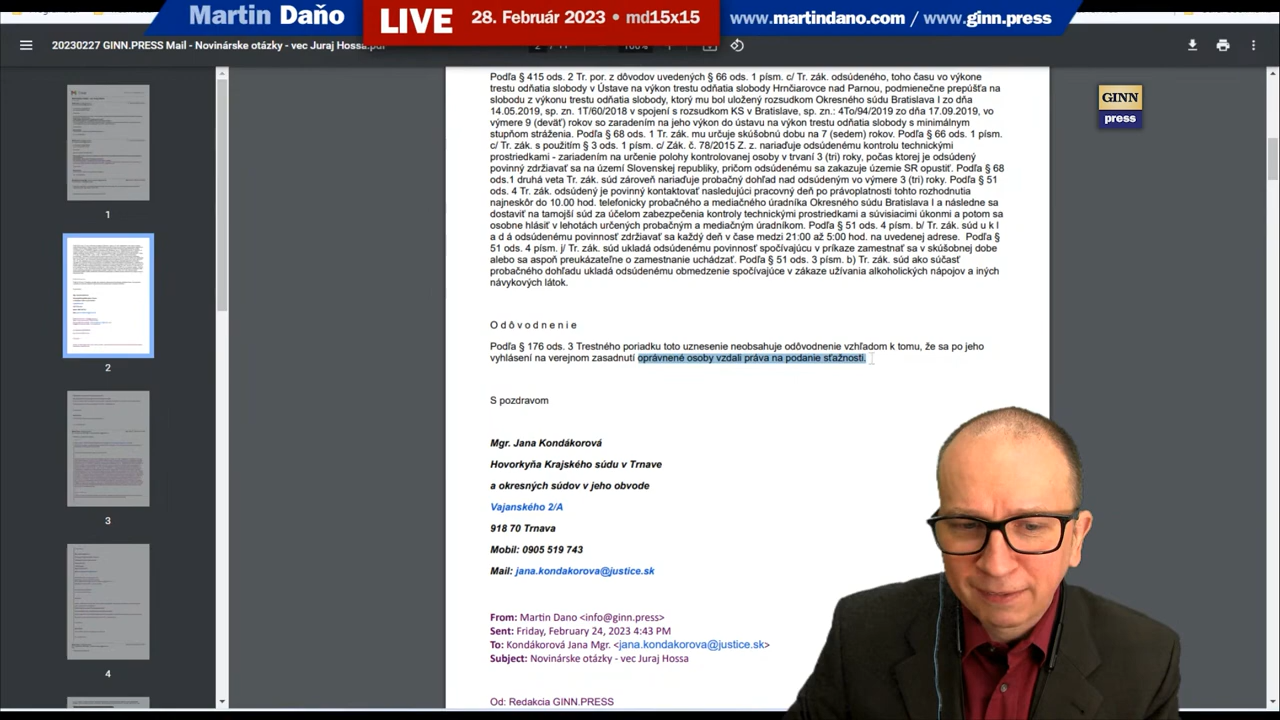 Martin Daňo
LIVE
28. Február 2023 • md15x15
www.martindano.com / www.ginn.press
20230227 GINN.PRESS Mail - Novinárske otázky - vec Juraj Hossa.pdf
GINN
press
1
2
3
4
Podľa § 415 ods. 2 Tr. por. z dôvodov uvedených § 66 ods. 1 písm. c/ Tr. zák. odsúdeného, toho času vo výkone
trestu odňatia slobody v Ústave na výkon trestu odňatia slobody Hrnčiarovce nad Parnou, podmienečne prepúšťa na
slobodu z výkonu trestu odňatia slobody, ktorý mu bol uložený rozsudkom Okresného súdu Bratislava I zo dňa
14.05.2019, sp. zn. 1T/60/2018 v spojení s rozsudkom KS v Bratislave, sp. zn.: 4To/94/2019 zo dňa 17.09.2019, vo
výmere 9 (deväť) rokov so zaradením na jeho výkon do ústavu na výkon trestu odňatia slobody s minimálnym
stupňom stráženia. Podľa § 68 ods. 1 Tr. zák. mu určuje skúšobnú dobu na 7 (sedem) rokov. Podľa § 66 ods. 1 písm.
c/ Tr. zák. s použitím § 3 ods. 1 písm. c/ Zák. č. 78/2015 Z. z. nariaďuje odsúdenému kontrolu technickými
prostriedkami - zariadením na určenie polohy kontrolovanej osoby v trvaní 3 (tri) roky, počas ktorej je odsúdený
povinný zdržiavať sa na území Slovenskej republiky, pričom odsúdenému sa zakazuje územie SR opustiť. Podľa § 68
ods.1 druhá veta Tr. zák. súd zároveň nariaďuje probačný dohľad nad odsúdeným vo výmere 3 (tri) roky. Podľa § 51
ods. 4 Tr. zák. odsúdený je povinný kontaktovať nasledujúci pracovný deň po právoplatnosti tohto rozhodnutia
najneskôr do 10.00 hod. telefonicky probačného a mediačného úradníka Okresného súdu Bratislava I a následne sa
dostaviť na tamojší súd za účelom zabezpečenia kontroly technickými prostriedkami a súvisiacimi úkonmi a potom sa
osobne hlásiť v lehotách určených probačným a mediačným úradníkom. Podľa § 51 ods. 4 písm. b/ Tr. zák. súd u k l
a d á odsúdenému povinnosť zdržiavať sa každý deň v čase medzi 21:00 až 5:00 hod. na uvedenej adrese. Podľa §
51 ods. 4 písm. j/ Tr. zák. súd ukladá odsúdenému povinnosť spočívajúcu v príkaze zamestnať sa v skúšobnej dobe
alebo sa aspoň preukázateľne o zamestnanie uchádzať. Podľa § 51 ods. 3 písm. b) Tr. zák. súd ako súčasť
probačného dohľadu ukladá odsúdenému obmedzenie spočívajúce v zákaze užívania alkoholických nápojov a iných
návykových látok.
O d ô v o d n e n i e
Podľa § 176 ods. 3 Trestného poriadku toto uznesenie neobsahuje odôvodnenie vzhľadom k tomu, že sa po jeho
vyhlásení na verejnom zasadnutí oprávnené osoby vzdali práva na podanie sťažnosti.
S pozdravom
Mgr. Jana Kondákorová
Hovorkyňa Krajského súdu v Trnave
a okresných súdov v jeho obvode
Vajanského 2/A
918 70 Trnava
Mobil: 0905 519 743
Mail: jana.kondakorova@justice.sk
From: Martin Dano <info@ginn.press>
Sent: Friday, February 24, 2023 4:43 PM
To: Kondákorová Jana Mgr. <jana.kondakorova@justice.sk>
Subject: Novinárske otázky - vec Juraj Hossa
Od: Redakcia GINN.PRESS